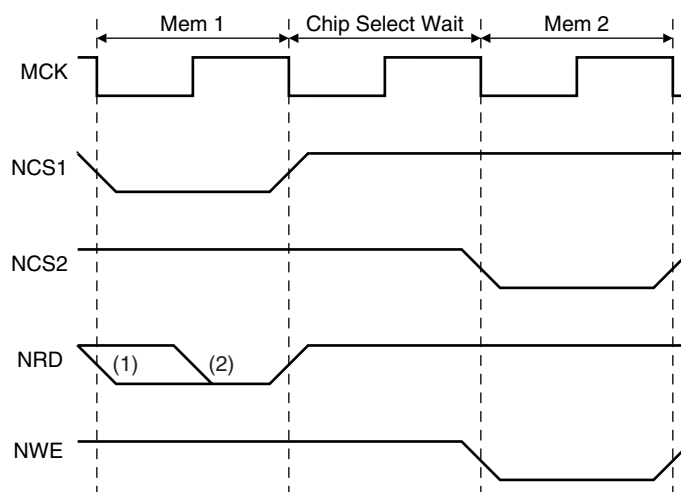 Mem 1
Chip Select Wait
Mem 2
MCK
NCS1
NCS2
NRD
(1)
(2)
NWE